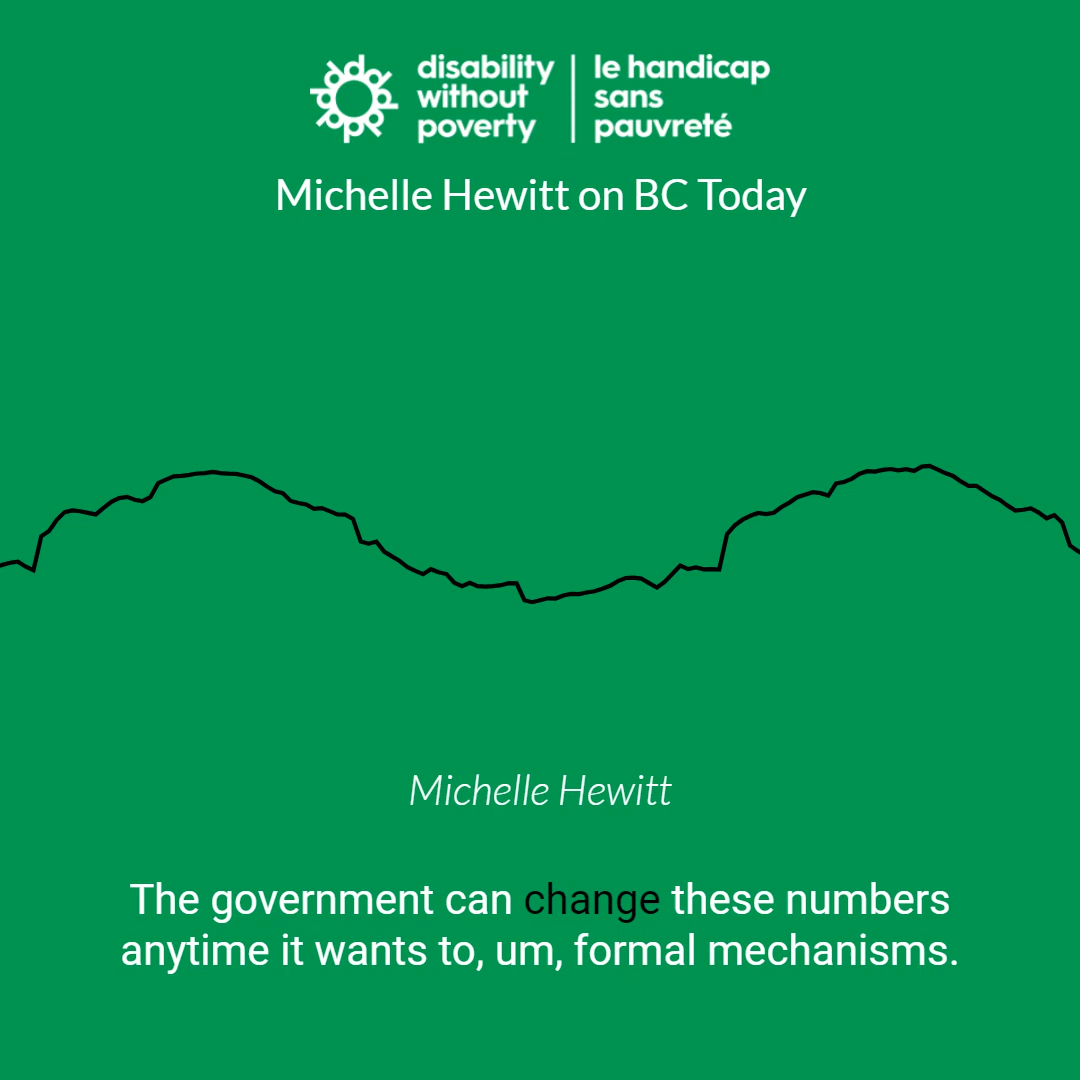 disability
without
poverty
le handicap
sans
pauvreté
Michelle Hewitt on BC Today
Michelle Hewitt
The government can change these numbers
anytime it wants to, um, formal mechanisms.